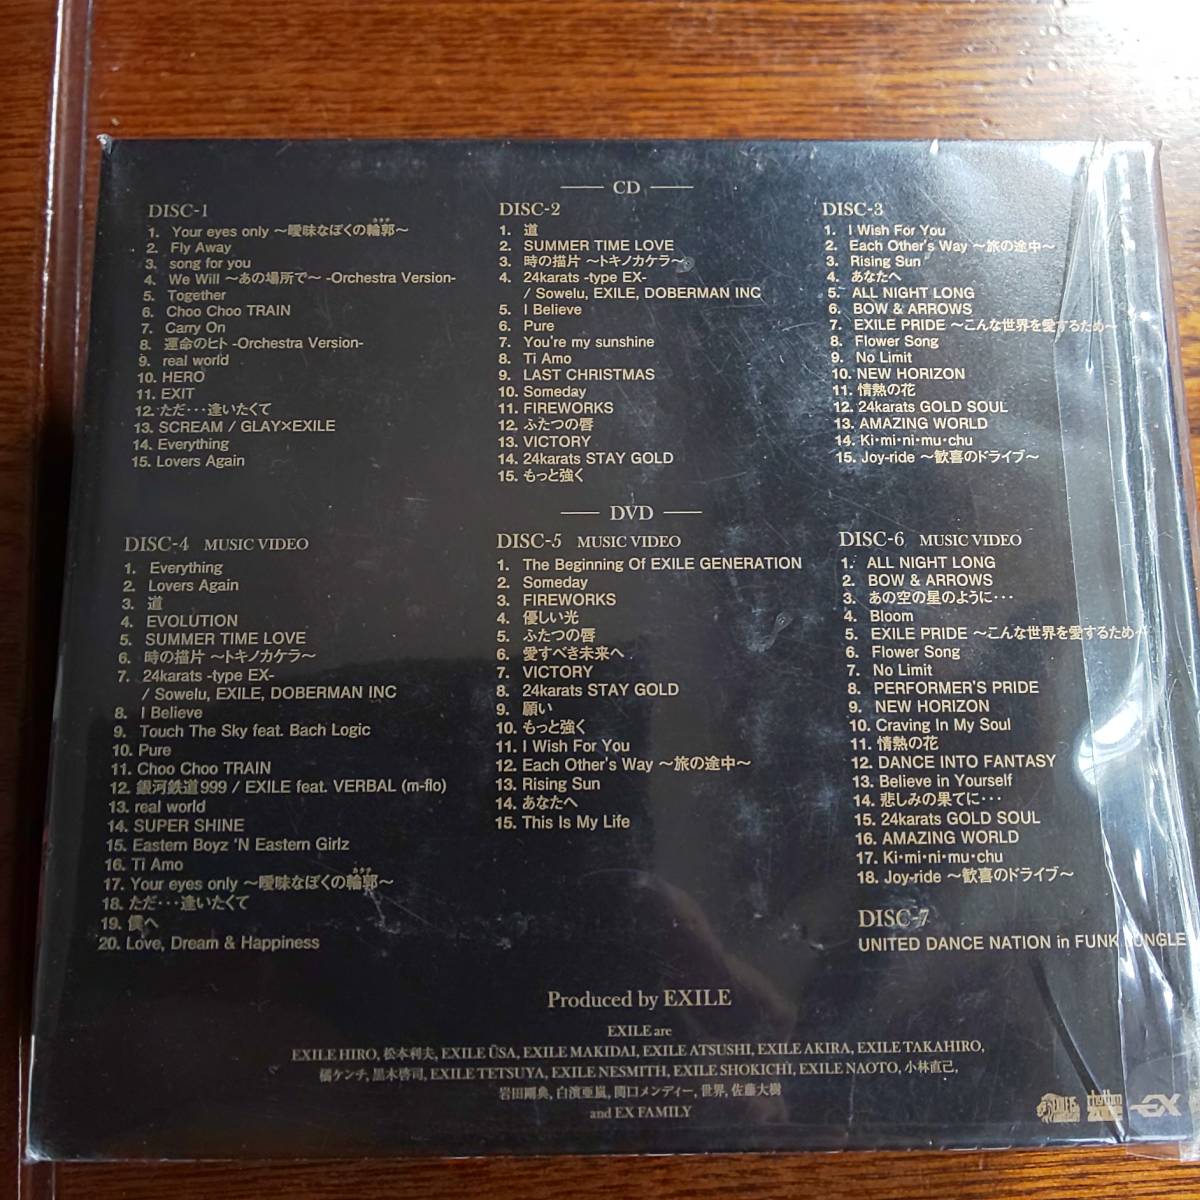 CD
DISC-1
1. Your eyes only 〜曖昧なぼくの輪郭〜
カタチ
2. Fly Away
3. song for you
4. We Will 〜あの場所で〜 -Orchestra Version-
5. Together
6. Choo Choo TRAIN
7. Carry On
8. 運命のヒト -Orchestra Version-
9. real world
10. HERO
11. EXIT
12. ただ・・・逢いたくて
13. SCREAM / GLAY×EXILE
14. Everything
15. Lovers Again
DISC-2
1. 道
2. SUMMER TIME LOVE
3. 時の描片 〜トキノカケラ〜
4. 24karats -type EX-
/ Sowelu, EXILE, DOBERMAN INC
5. I Believe
6. Pure
7. You're my sunshine
8. Ti Amo
9. LAST CHRISTMAS
10. Someday
11. FIREWORKS
12. ふたつの唇
13. VICTORY
14. 24karats STAY GOLD
15. もっと強く
DISC-3
1. I Wish For You
2. Each Other's Way 〜旅の途中〜
3. Rising Sun
4. あなたへ
5. ALL NIGHT LONG
6. BOW & ARROWS
7. EXILE PRIDE 〜こんな世界を愛するため〜
8. Flower Song
9. No Limit
10. NEW HORIZON
11. 情熱の花
12. 24karats GOLD SOUL
13. AMAZING WORLD
14. Ki・mi・ni・mu・chu
15. Joy-ride 〜歓喜のドライブ〜
DVD
DISC-4 MUSIC VIDEO
1. Everything
2. Lovers Again
3. 道
4. EVOLUTION
5. SUMMER TIME LOVE
6. 時の描片 〜トキノカケラ〜
7. 24karats -type EX-
/ Sowelu, EXILE, DOBERMAN INC
8. I Believe
9. Touch The Sky feat. Bach Logic
10. Pure
11. Choo Choo TRAIN
12. 銀河鉄道999 / EXILE feat. VERBAL (m-flo)
13. real world
14. SUPER SHINE
15. Eastern Boyz 'N Eastern Girlz
16. Ti Amo
17. Your eyes only 〜曖昧なぼくの輪郭〜
カタチ
18. ただ・・・逢いたくて
19. 僕へ
20. Love, Dream & Happiness
DISC-5 MUSIC VIDEO
1. The Beginning Of EXILE GENERATION
2. Someday
3. FIREWORKS
4. 優しい光
5. ふたつの唇
6. 愛すべき未来へ
7. VICTORY
8. 24karats STAY GOLD
9. 願い
10. もっと強く
11. I Wish For You
12. Each Other's Way 〜旅の途中〜
13. Rising Sun
14. あなたへ
15. This Is My Life
DISC-6 MUSIC VIDEO
1. ALL NIGHT LONG
2. BOW & ARROWS
3. あの空の星のように・・・
4. Bloom
5. EXILE PRIDE 〜こんな世界を愛するため〜
6. Flower Song
7. No Limit
8. PERFORMER'S PRIDE
9. NEW HORIZON
10. Craving In My Soul
11. 情熱の花
12. DANCE INTO FANTASY
13. Believe in Yourself
14. 悲しみの果てに・・・
15. 24karats GOLD SOUL
16. AMAZING WORLD
17. Ki・mi・ni・mu・chu
18. Joy-ride 〜歓喜のドライブ〜
DISC-7
UNITED DANCE NATION in FUNK JUNGLE
Produced by EXILE
EXILE are
EXILE HIRO, 松本利夫, EXILE ÜSA, EXILE MAKIDAI, EXILE ATSUSHI, EXILE AKIRA, EXILE TAKAHIRO,
橘ケンチ, 黒木啓司, EXILE TETSUYA, EXILE NESMITH, EXILE SHOKICHI, EXILE NAOTO, 小林直己,
岩田剛典, 白濱亜嵐, 関口メンディー, 世界, 佐藤大樹
and EX FAMILY
rhythm
EX